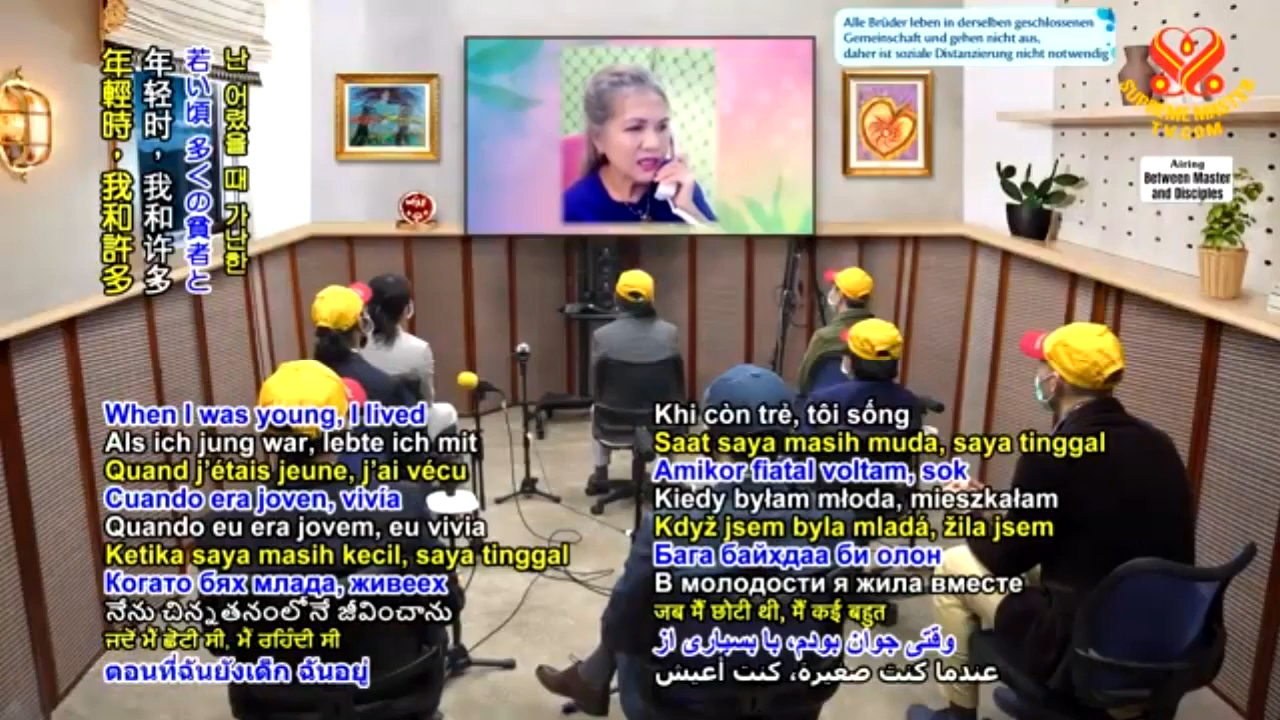 Alle Brüder leben in derselben geschlossenen
Gemeinschaft und gehen nicht aus,
daher ist soziale Distanzierung nicht notwendig
SUPREME MASTER
TV.COM
Airing
Between Master
and Disciples
난 어렸을 때 가난한
若い頃 多くの貧者と
年轻时，我和许多
年輕時，我和許多
When I was young, I lived
Als ich jung war, lebte ich mit
Quand j'étais jeune, j'ai vécu
Cuando era joven, vivía
Quando eu era jovem, eu vivia
Ketika saya masih kecil, saya tinggal
Когато бях млада, живеех
నేను చిన్నతనంలోనే జీవించాను
ਜਦੋਂ ਮੈਂ ਛੋਟੀ ਸੀ, ਮੈਂ ਰਹਿੰਦੀ ਸੀ
ตอนที่ฉันยังเด็ก ฉันอยู่
Khi còn trẻ, tôi sống
Saat saya masih muda, saya tinggal
Amikor fiatal voltam, sok
Kiedy byłam młoda, mieszkałam
Když jsem byla mladá, žila jsem
Бага байхдаа би олон
В молодости я жила вместе
जब मैं छोटी थी, मैं कई बहुत
وقتی جوان بودم، با بسیاری از
عندما كنت صغيرة، كنت أعيش